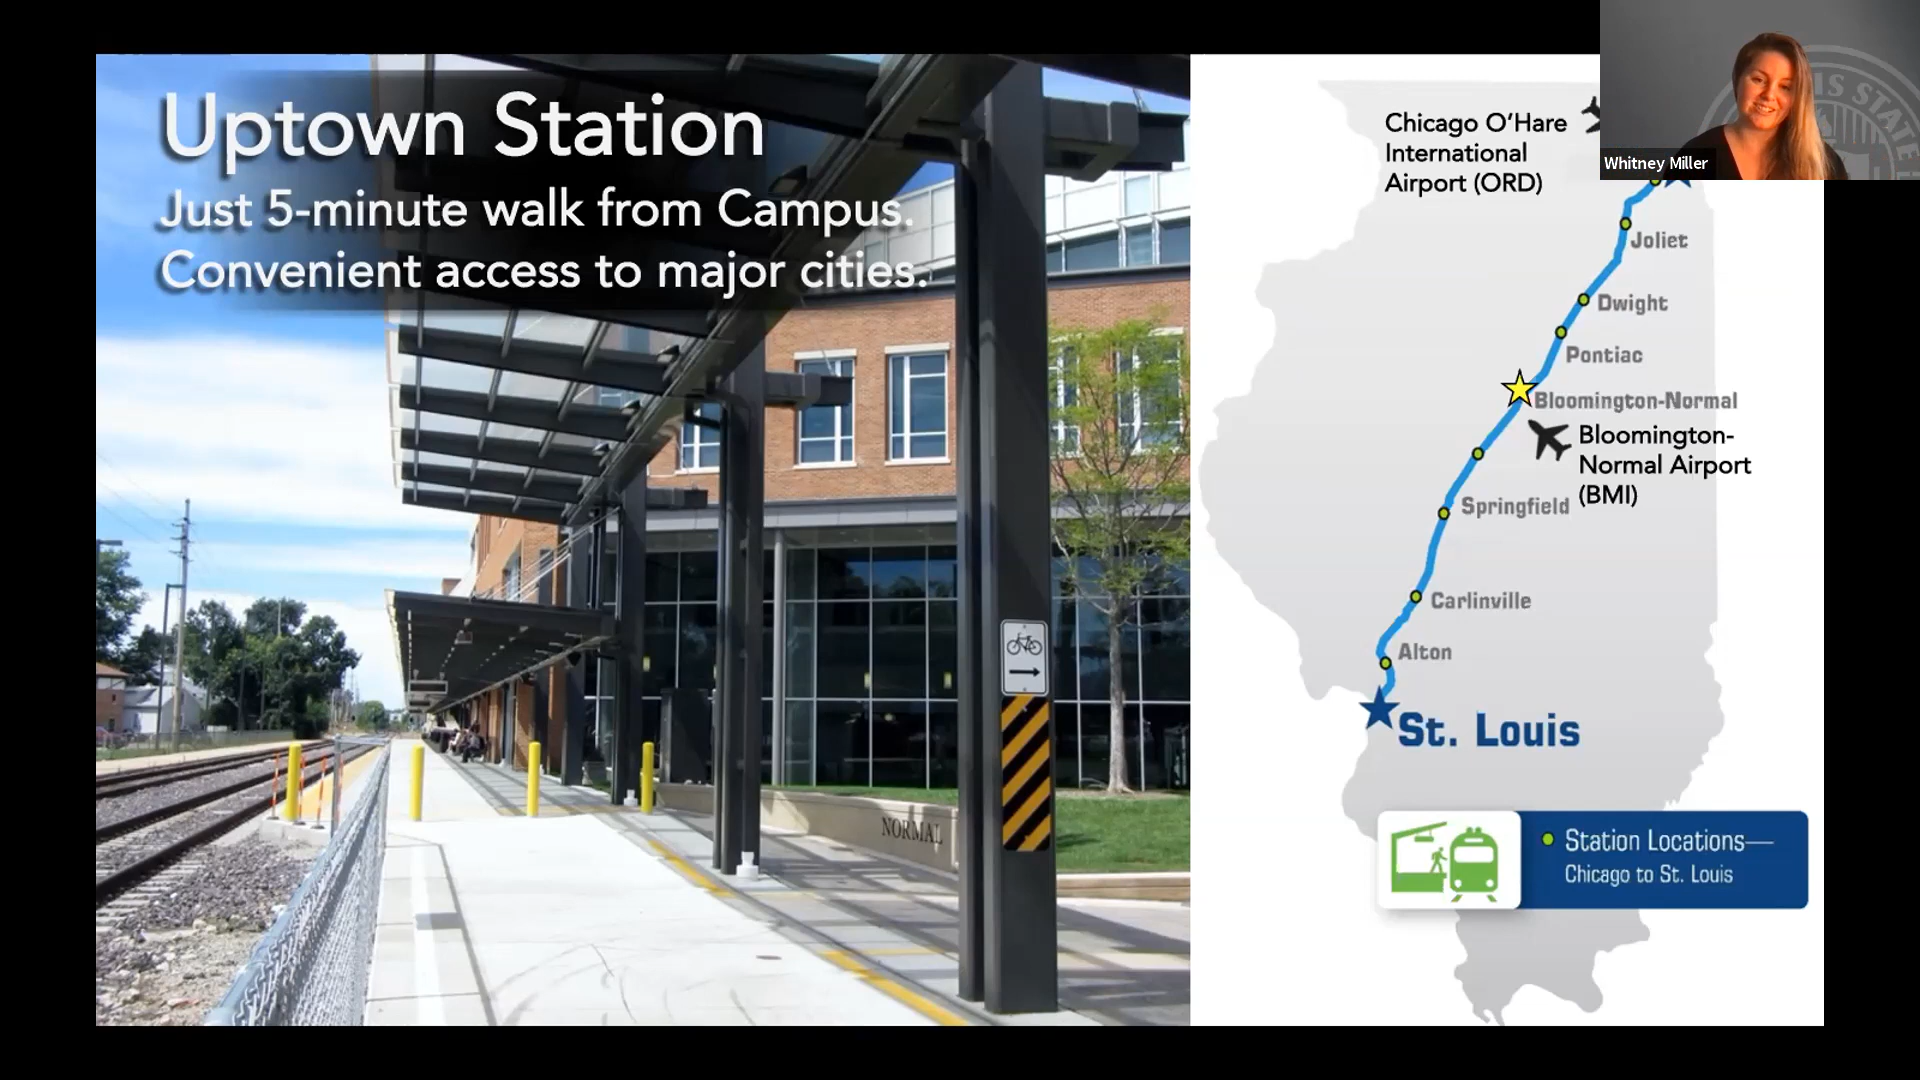 Uptown Station
Just 5-minute walk from Campus.
Convenient access to major cities.
NORMAL
Chicago O'Hare
International
Airport (ORD)
Whitney Miller
Joliet
Dwight
Pontiac
Bloomington-Normal
Bloomington-
Normal Airport
(BMI)
Springfield
Carlinville
Alton
St. Louis
Station Locations—
Chicago to St. Louis